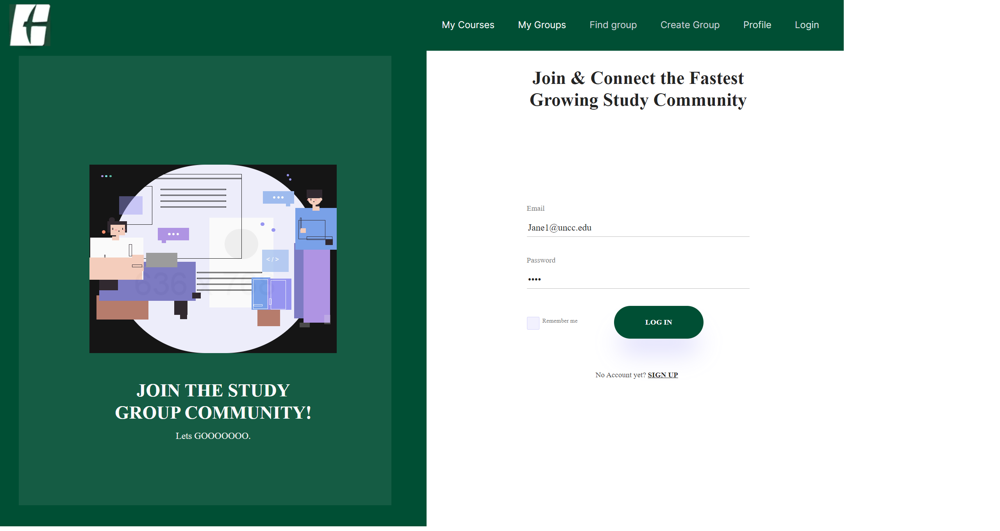 My Courses My Groups Find group Create Group Profile Login
Join & Connect the Fastest
Growing Study Community
Email
Jane1@uncc.edu
Password
••••
Remember me
LOG IN
No Account yet? SIGN UP
</>
636 x 768
JOIN THE STUDY
GROUP COMMUNITY!
Lets GOOOOOOO.